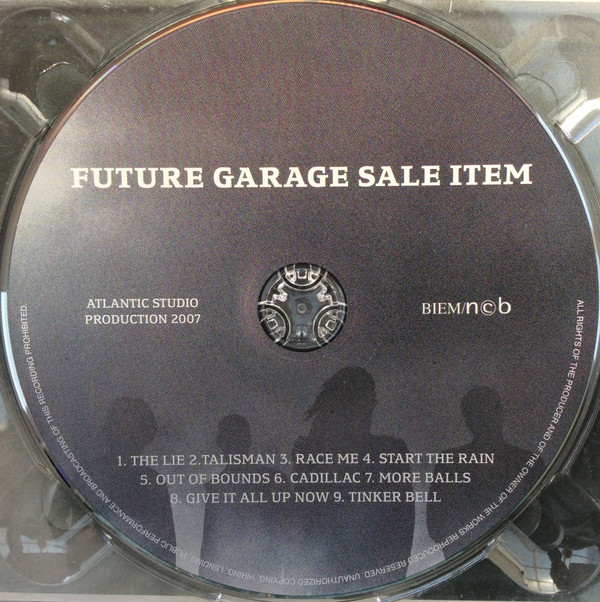 FUTURE GARAGE SALE ITEM
ATLANTIC STUDIO
PRODUCTION 2007
BIEM/n©b
1. THE LIE 2.TALISMAN 3. RACE ME 4. START THE RAIN
5. OUT OF BOUNDS 6. CADILLAC 7. MORE BALLS
8. GIVE IT ALL UP NOW 9. TINKER BELL
ALL RIGHTS OF THE PRODUCER AND OF THE OWNER OF THE WORKS REPRODUCED RESERVED. UNAUTHORIZED COPYING, HIRING, LENDING, PUBLIC PERFORMANCE AND BROADCASTING OF THIS RECORDING PROHIBITED.